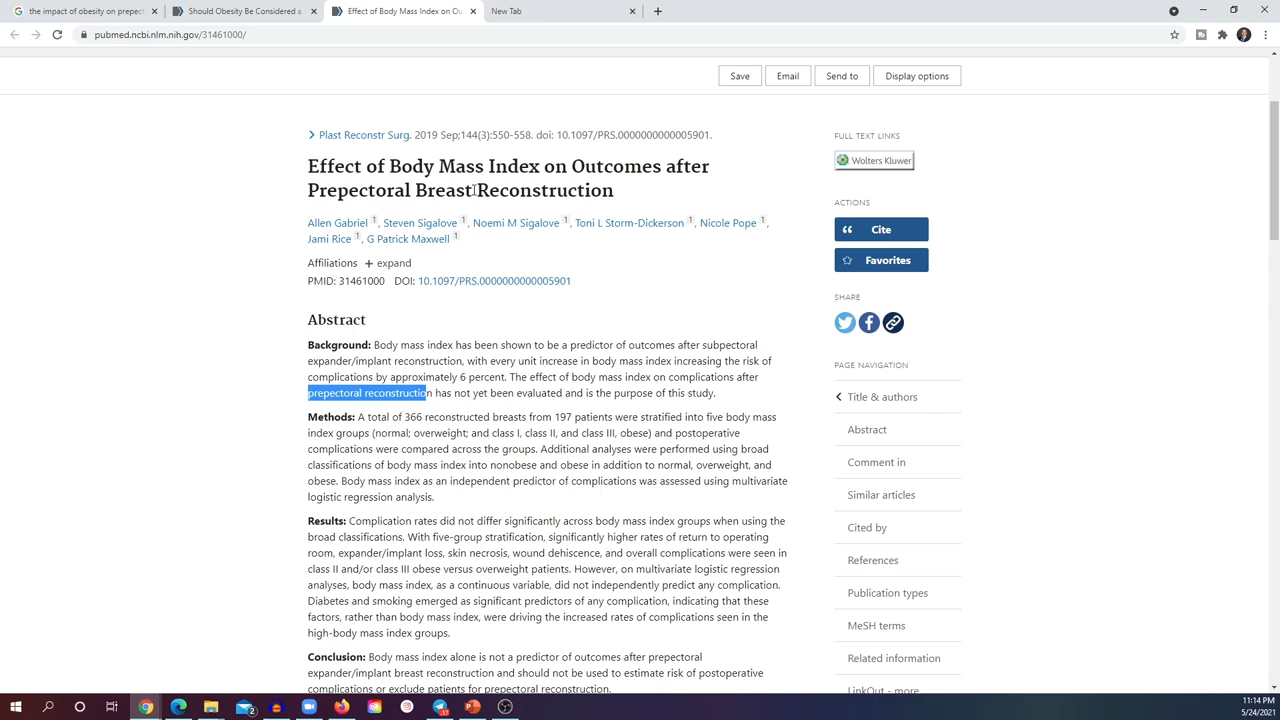 the impact of obesity on prepect
Should Obesity Be Considered a
Effect of Body Mass Index on Ou
New Tab
pubmed.ncbi.nlm.nih.gov/31461000/
Save
Email
Send to
Display options
Plast Reconstr Surg. 2019 Sep;144(3):550-558. doi: 10.1097/PRS.0000000000005901.
Effect of Body Mass Index on Outcomes after
Prepectoral Breast Reconstruction
Allen Gabriel 1, Steven Sigalove 1, Noemi M Sigalove 1, Toni L Storm-Dickerson 1, Nicole Pope 1,
Jami Rice 1, G Patrick Maxwell 1
Affiliations + expand
PMID: 31461000 DOI: 10.1097/PRS.0000000000005901
Abstract
Background: Body mass index has been shown to be a predictor of outcomes after subpectoral
expander/implant reconstruction, with every unit increase in body mass index increasing the risk of
complications by approximately 6 percent. The effect of body mass index on complications after
prepectoral reconstruction has not yet been evaluated and is the purpose of this study.
Methods: A total of 366 reconstructed breasts from 197 patients were stratified into five body mass
index groups (normal; overweight; and class I, class II, and class III, obese) and postoperative
complications were compared across the groups. Additional analyses were performed using broad
classifications of body mass index into nonobese and obese in addition to normal, overweight, and
obese. Body mass index as an independent predictor of complications was assessed using multivariate
logistic regression analysis.
Results: Complication rates did not differ significantly across body mass index groups when using the
broad classifications. With five-group stratification, significantly higher rates of return to operating
room, expander/implant loss, skin necrosis, wound dehiscence, and overall complications were seen in
class II and/or class III obese versus overweight patients. However, on multivariate logistic regression
analyses, body mass index, as a continuous variable, did not independently predict any complication.
Diabetes and smoking emerged as significant predictors of any complication, indicating that these
factors, rather than body mass index, were driving the increased rates of complications seen in the
high-body mass index groups.
Conclusion: Body mass index alone is not a predictor of outcomes after prepectoral
expander/implant breast reconstruction and should not be used to estimate risk of postoperative
complications or exclude patients for prepectoral reconstruction.
FULL TEXT LINKS
Wolters Kluwer
ACTIONS
Cite
Favorites
SHARE
PAGE NAVIGATION
Title & authors
Abstract
Comment in
Similar articles
Cited by
References
Publication types
MeSH terms
Related information
LinkOut - more
11:14 PM
5/24/2021